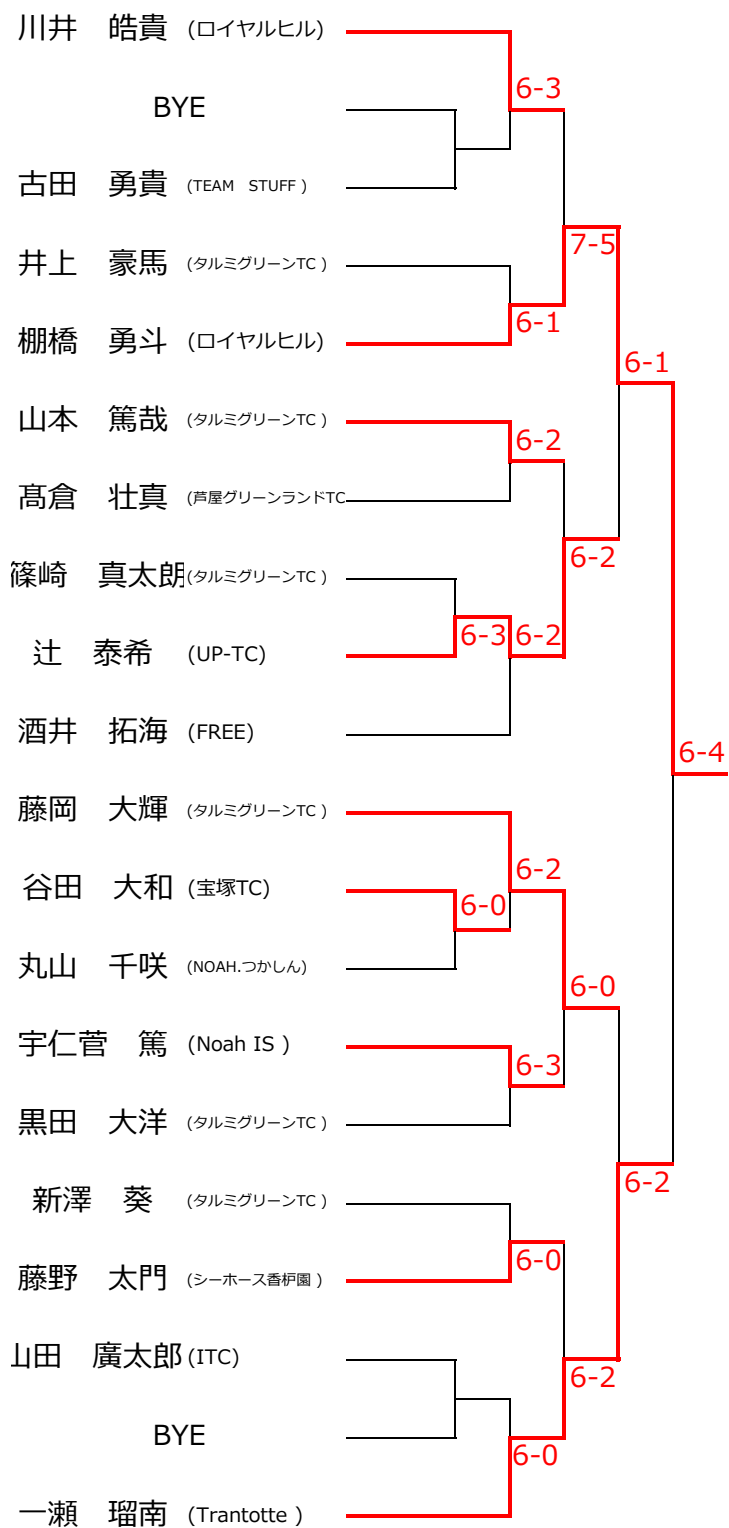 川井　皓貴 (ロイヤルヒル)
6-3
BYE
古田　勇貴 (TEAM　STUFF )
7-5
井上　豪馬 (タルミグリーンTC )
6-1
棚橋　勇斗 (ロイヤルヒル)
6-1
山本　篤哉 (タルミグリーンTC )
6-2
髙倉　壮真 (芦屋グリーンランドTC
6-2
篠崎　真太朗 (タルミグリーンTC )
6-3 6-2
辻　泰希 (UP-TC)
酒井　拓海 (FREE)
6-4
藤岡　大輝 (タルミグリーンTC )
6-2
谷田　大和 (宝塚TC)
6-0
丸山　千咲 (NOAH.つかしん)
6-0
宇仁菅　篤 (Noah IS )
6-3
黒田　大洋 (タルミグリーンTC )
6-2
新澤　葵 (タルミグリーンTC )
6-0
藤野　太門 (シーホース香枦園 )
山田　廣太郎 (ITC)
6-2
BYE
6-0
一瀬　瑠南 (Trantotte )